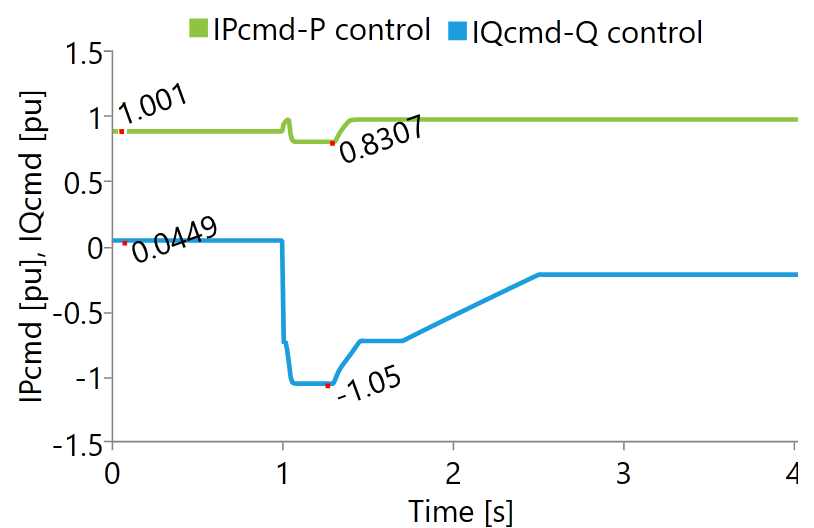 IPcmd-P control IQcmd-Q control
IPcmd [pu], IQcmd [pu]
1.5
1
0.5
0
-0.5
-1
-1.5
1.001
0.8307
0.0449
-1.05
0 1 2 3 4
Time [s]